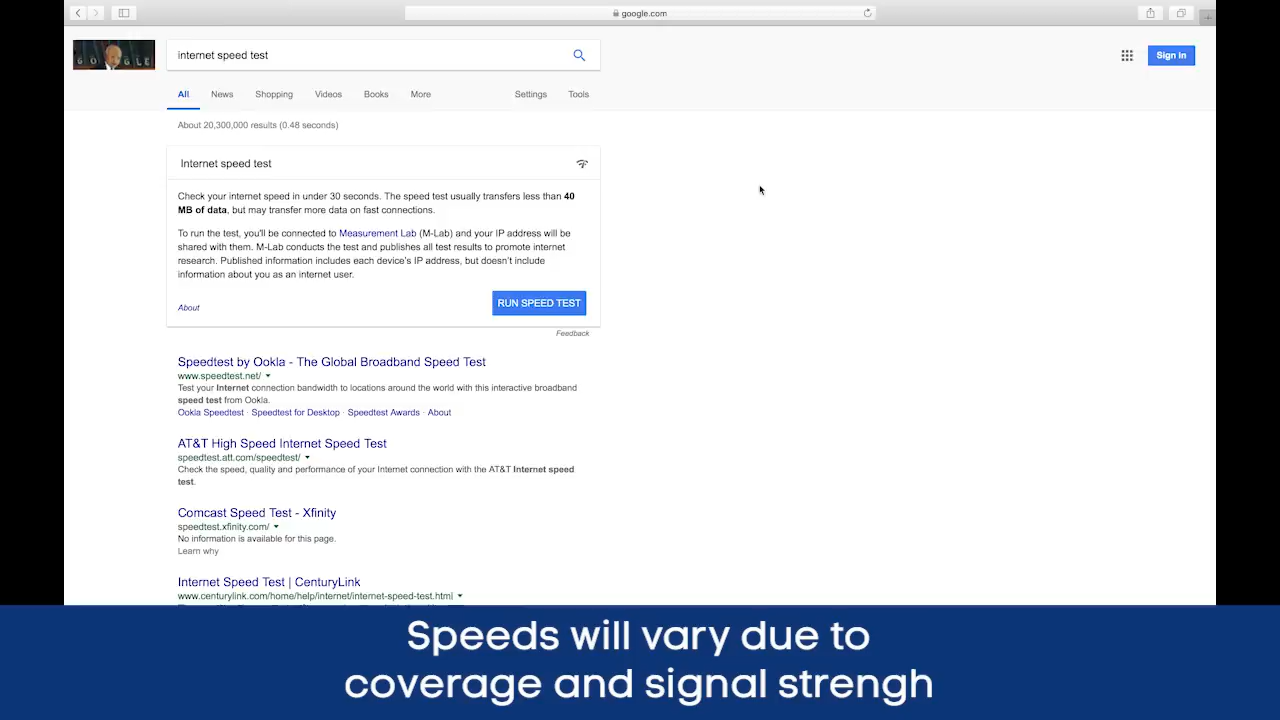 google.com
GOOGLE
internet speed test
Sign in
All News Shopping Videos Books More Settings Tools
About 20,300,000 results (0.48 seconds)
Internet speed test
Check your internet speed in under 30 seconds. The speed test usually transfers less than 40
MB of data, but may transfer more data on fast connections.
To run the test, you'll be connected to Measurement Lab (M-Lab) and your IP address will be
shared with them. M-Lab conducts the test and publishes all test results to promote internet
research. Published information includes each device's IP address, but doesn't include
information about you as an internet user.
About
RUN SPEED TEST
Feedback
Speedtest by Ookla - The Global Broadband Speed Test
www.speedtest.net/
Test your Internet connection bandwidth to locations around the world with this interactive broadband
speed test from Ookla.
Ookla Speedtest · Speedtest for Desktop · Speedtest Awards · About
AT&T High Speed Internet Speed Test
speedtest.att.com/speedtest/
Check the speed, quality and performance of your Internet connection with the AT&T Internet speed
test.
Comcast Speed Test - Xfinity
speedtest.xfinity.com/
No information is available for this page.
Learn why
Internet Speed Test | CenturyLink
www.centurylink.com/home/help/internet/internet-speed-test.html
Speeds will vary due to
coverage and signal strengh